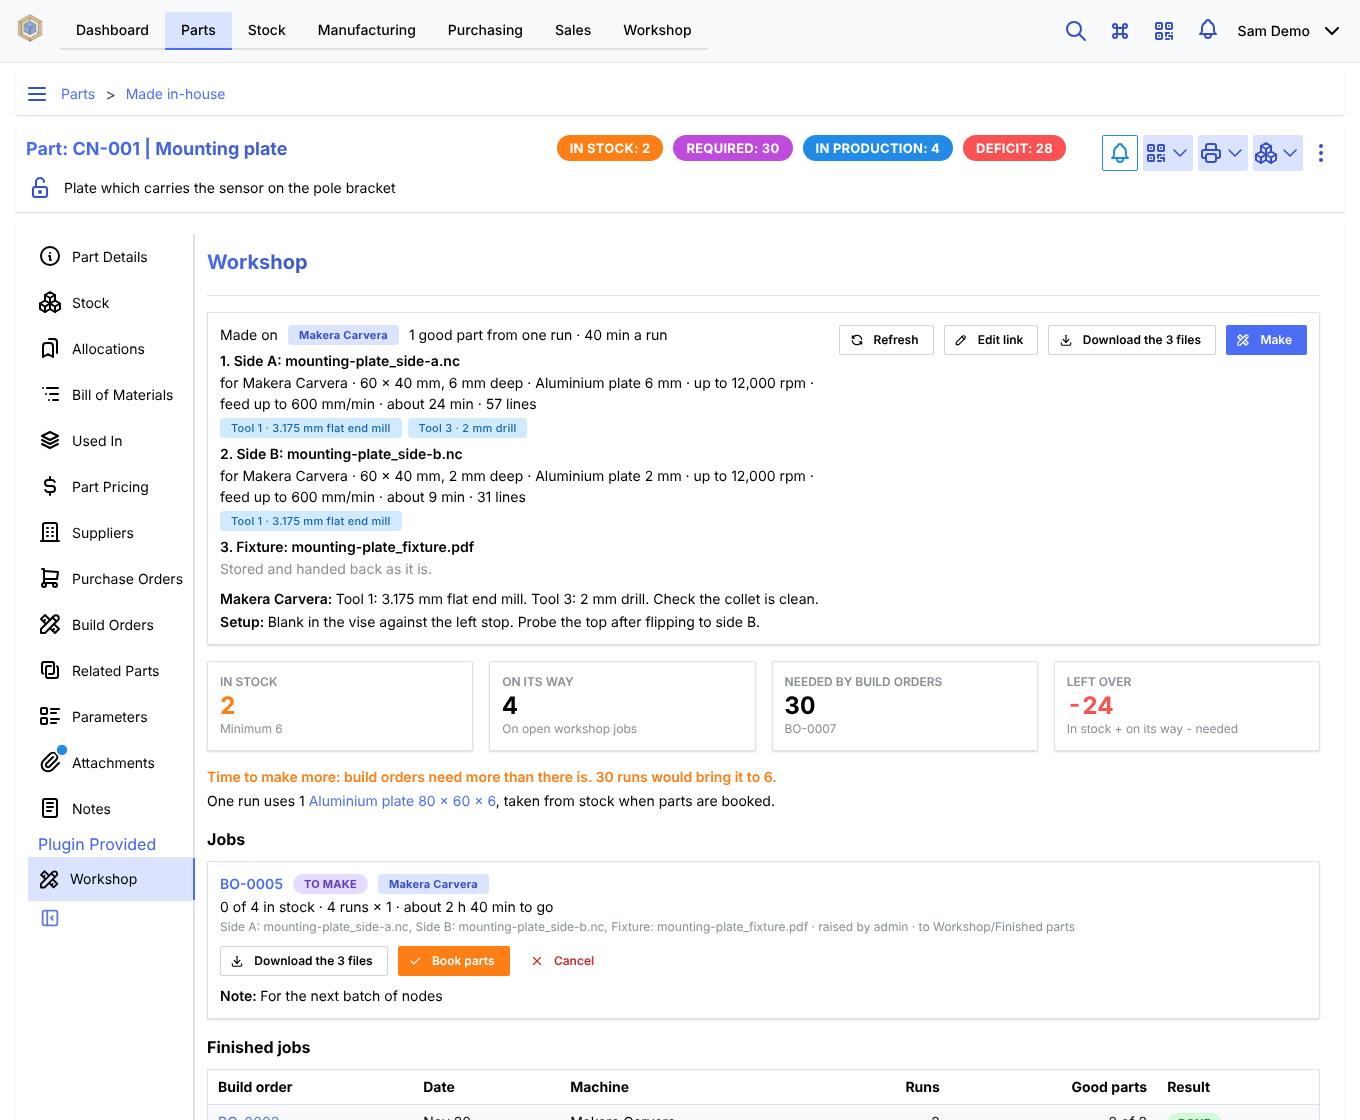 Dashboard Parts Stock Manufacturing Purchasing Sales Workshop Sam Demo
Parts > Made in-house
Part: CN-001 | Mounting plate
IN STOCK: 2 REQUIRED: 30 IN PRODUCTION: 4 DEFICIT: 28
Plate which carries the sensor on the pole bracket
Part Details
Stock
Allocations
Bill of Materials
Used In
Part Pricing
Suppliers
Purchase Orders
Build Orders
Related Parts
Parameters
Attachments
Notes
Plugin Provided
Workshop
Workshop
Made on Makera Carvera 1 good part from one run · 40 min a run
Refresh Edit link Download the 3 files Make
1. Side A: mounting-plate_side-a.nc
for Makera Carvera · 60 × 40 mm, 6 mm deep · Aluminium plate 6 mm · up to 12,000 rpm ·
feed up to 600 mm/min · about 24 min · 57 lines
Tool 1 · 3.175 mm flat end mill Tool 3 · 2 mm drill
2. Side B: mounting-plate_side-b.nc
for Makera Carvera · 60 × 40 mm, 2 mm deep · Aluminium plate 2 mm · up to 12,000 rpm ·
feed up to 600 mm/min · about 9 min · 31 lines
Tool 1 · 3.175 mm flat end mill
3. Fixture: mounting-plate_fixture.pdf
Stored and handed back as it is.
Makera Carvera: Tool 1: 3.175 mm flat end mill. Tool 3: 2 mm drill. Check the collet is clean.
Setup: Blank in the vise against the left stop. Probe the top after flipping to side B.
IN STOCK
2
Minimum 6
ON ITS WAY
4
On open workshop jobs
NEEDED BY BUILD ORDERS
30
BO-0007
LEFT OVER
-24
In stock + on its way - needed
Time to make more: build orders need more than there is. 30 runs would bring it to 6.
One run uses 1 Aluminium plate 80 × 60 × 6, taken from stock when parts are booked.
Jobs
BO-0005 TO MAKE Makera Carvera
0 of 4 in stock · 4 runs × 1 · about 2 h 40 min to go
Side A: mounting-plate_side-a.nc, Side B: mounting-plate_side-b.nc, Fixture: mounting-plate_fixture.pdf · raised by admin · to Workshop/Finished parts
Download the 3 files Book parts Cancel
Note: For the next batch of nodes
Finished jobs
Build order Date Machine Runs Good parts Result